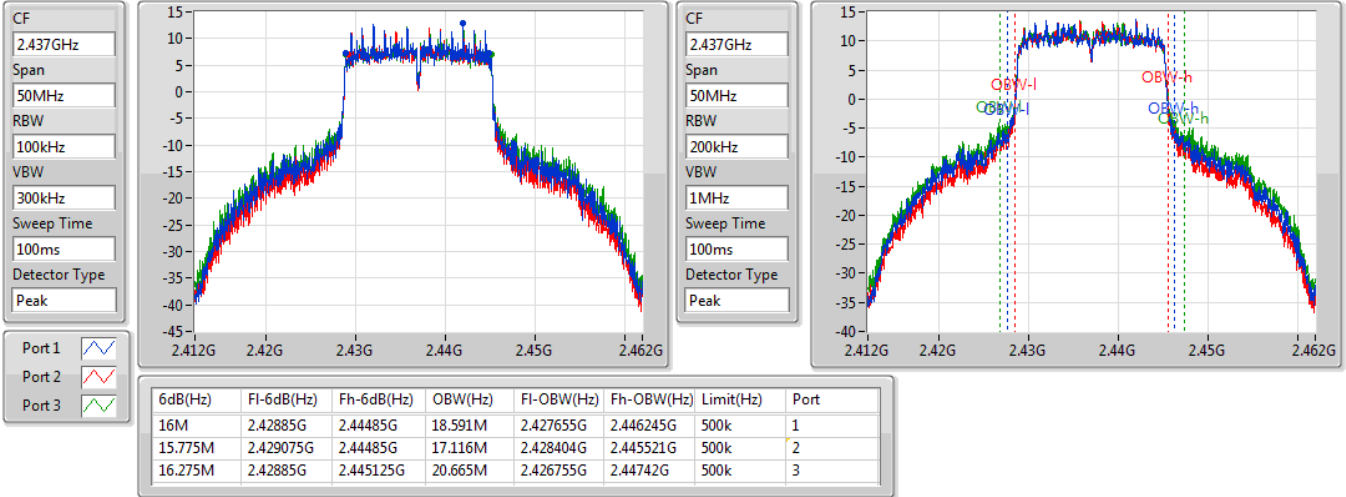 CF
2.437GHz
Span
50MHz
RBW
100kHz
VBW
300kHz
Sweep Time
100ms
Detector Type
Peak
15
10
5
0
-5
-10
-15
-20
-25
-30
-35
-40
-45
2.412G 2.42G 2.43G 2.44G 2.45G 2.462G
CF
2.437GHz
Span
50MHz
RBW
200kHz
VBW
1MHz
Sweep Time
100ms
Detector Type
Peak
15
10
5
0
-5
-10
-15
-20
-25
-30
-35
-40
OBW-l
OBW-h
OBW-l
OBW-h
OBW-h
2.412G 2.42G 2.43G 2.44G 2.45G 2.462G
Port 1
Port 2
Port 3
6dB(Hz) Fl-6dB(Hz) Fh-6dB(Hz) OBW(Hz) Fl-OBW(Hz) Fh-OBW(Hz) Limit(Hz) Port
16M 2.42885G 2.44485G 18.591M 2.427655G 2.446245G 500k 1
15.775M 2.429075G 2.44485G 17.116M 2.428404G 2.445521G 500k 2
16.275M 2.42885G 2.445125G 20.665M 2.426755G 2.44742G 500k 3